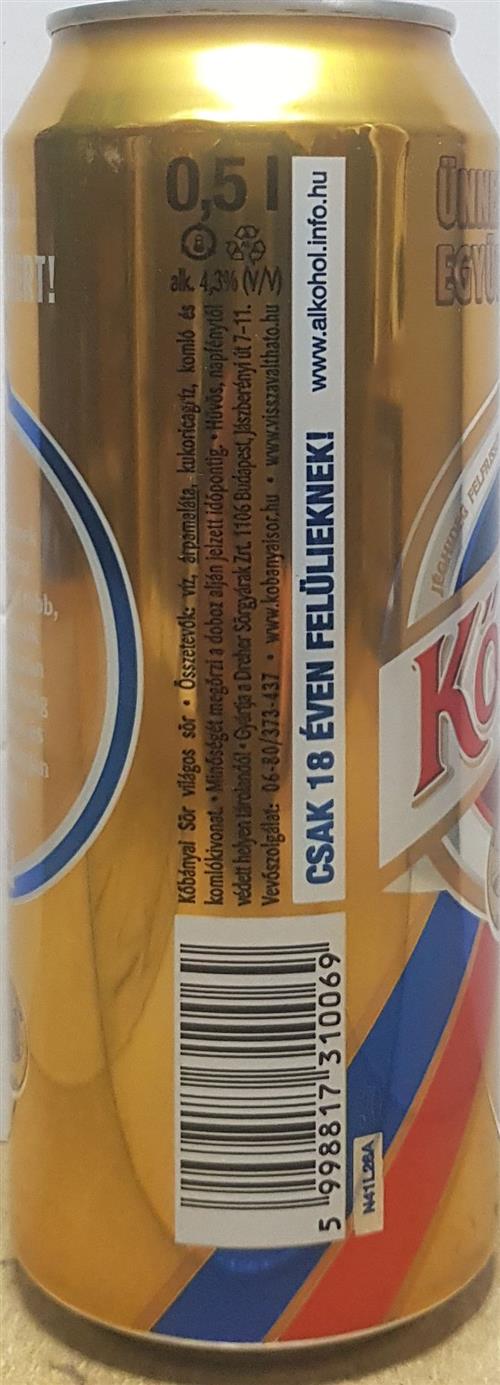 0,5 l
alk. 4,3% (V/V)
Kőbányai Sör világos sör • Összetevők: víz, árpamaláta, kukoricagríz, komló és
komlókivonat. • Minőségét megőrzi a doboz alján jelzett időpontig. • Hűvös, napfénytől
védett helyen tárolandó! • Gyártja a Dreher Sörgyárak Zrt. 1106 Budapest, Jászberényi út 7-11.
Vevőszolgálat: 06-80/373-437 • www.kobanyaisor.hu • www.visszavalthato.hu
CSAK 18 ÉVEN FELÜLIEKNEK! www.alkohol.info.hu
5 998817 310069
N41L26A